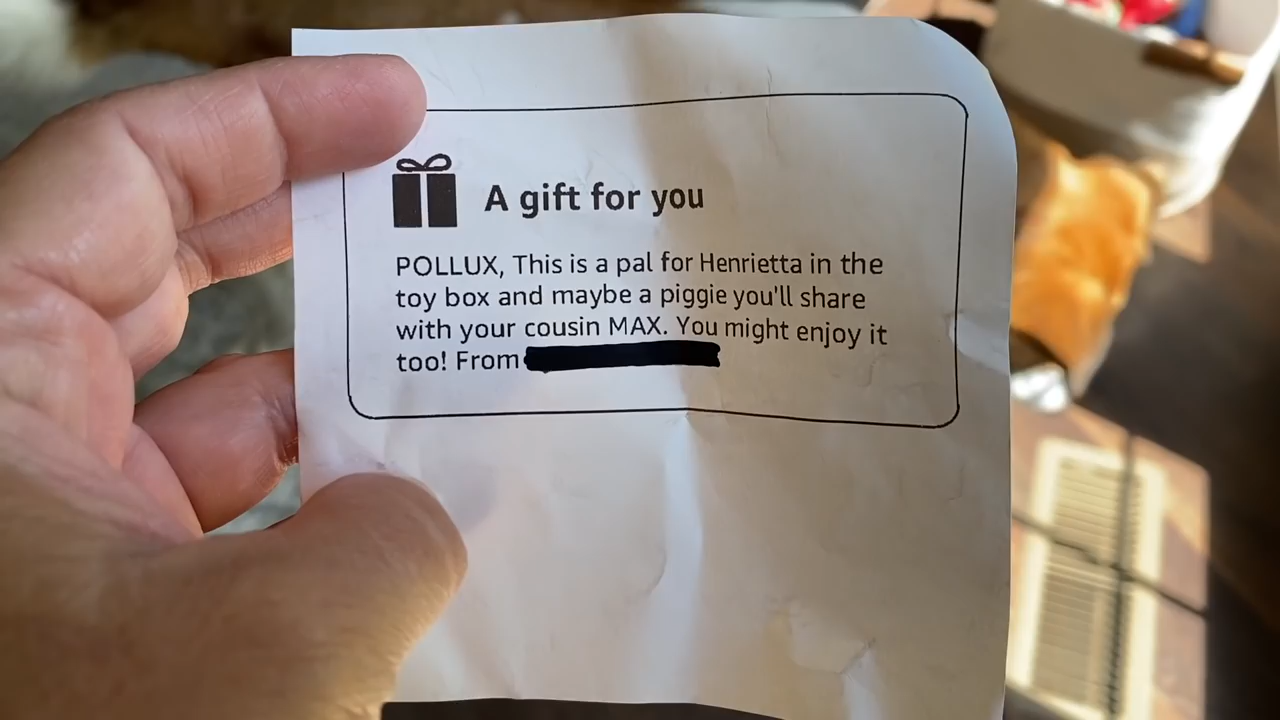 A gift for you
POLLUX, This is a pal for Henrietta in the
toy box and maybe a piggie you'll share
with your cousin MAX. You might enjoy it
too! From